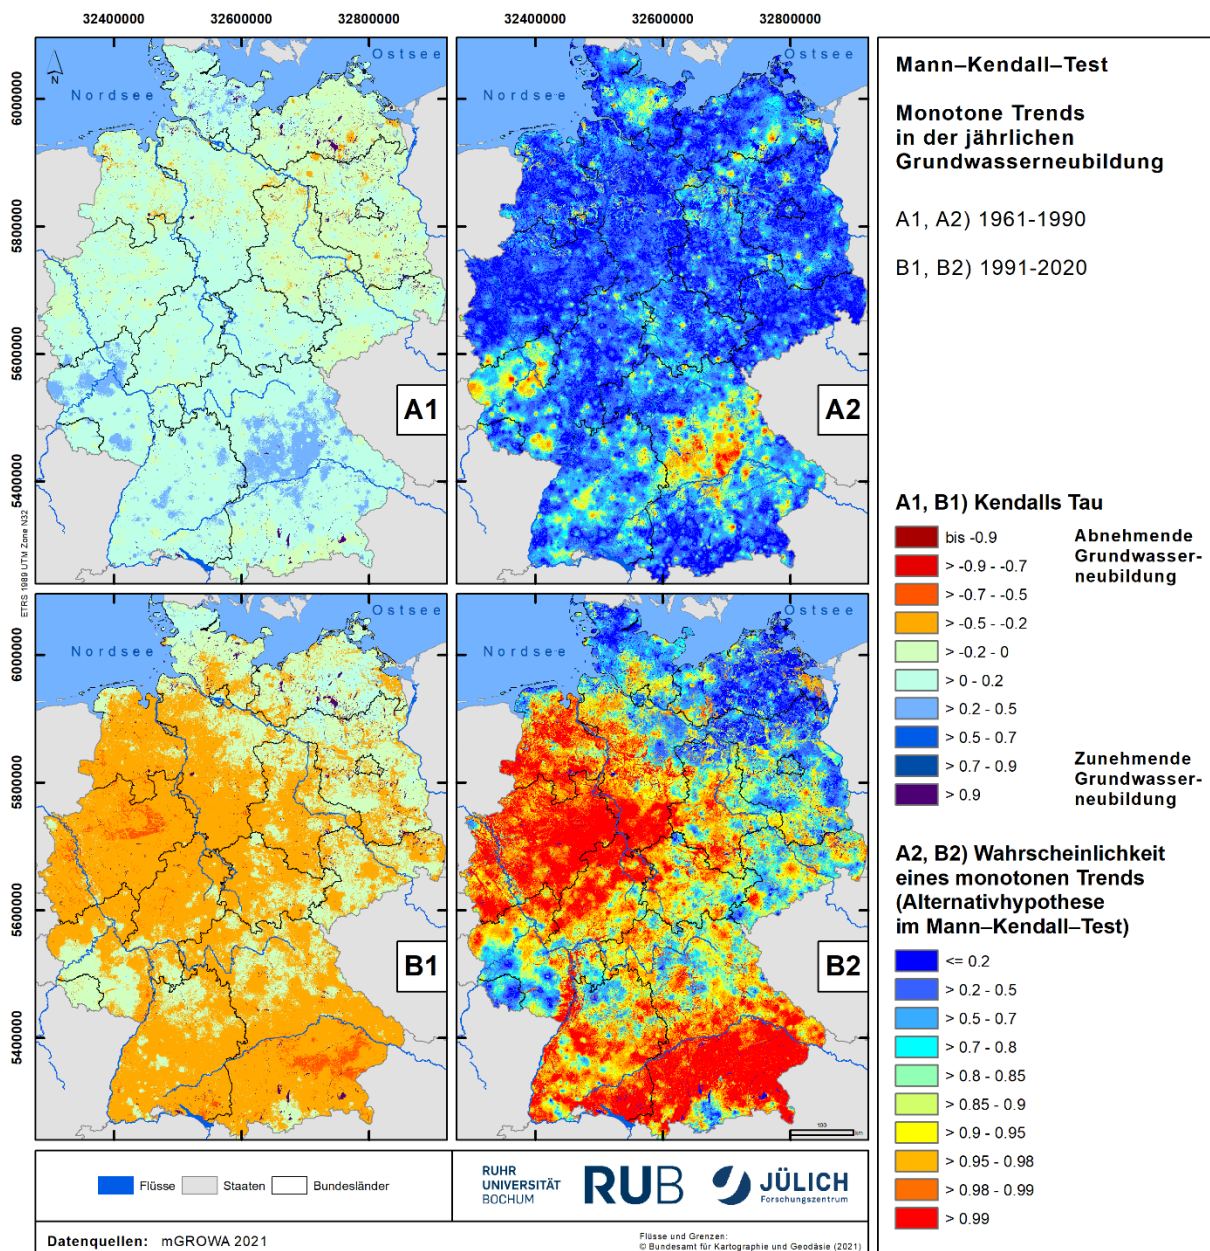 32400000 32600000 32800000
32400000 32600000 32800000
6000000
5800000
5600000
5400000
6000000
5800000
5600000
5400000
ETRS 1989 UTM Zone N32
N
Nordsee
Ostsee
A1
Nordsee
Ostsee
A2
Nordsee
Ostsee
B1
Nordsee
Ostsee
B2
100
km
Mann–Kendall–Test
Monotone Trends
in der jährlichen
Grundwasserneubildung
A1, A2) 1961-1990
B1, B2) 1991-2020
A1, B1) Kendalls Tau
bis -0.9
> -0.9 - -0.7
> -0.7 - -0.5
> -0.5 - -0.2
> -0.2 - 0
> 0 - 0.2
> 0.2 - 0.5
> 0.5 - 0.7
> 0.7 - 0.9
> 0.9
Abnehmende
Grundwasser-
neubildung
Zunehmende
Grundwasser-
neubildung
A2, B2) Wahrscheinlichkeit
eines monotonen Trends
(Alternativhypothese
im Mann–Kendall–Test)
<= 0.2
> 0.2 - 0.5
> 0.5 - 0.7
> 0.7 - 0.8
> 0.8 - 0.85
> 0.85 - 0.9
> 0.9 - 0.95
> 0.95 - 0.98
> 0.98 - 0.99
> 0.99
Flüsse Staaten Bundesländer
RUHR
UNIVERSITÄT
BOCHUM
RUB
JÜLICH
Forschungszentrum
Datenquellen: mGROWA 2021
Flüsse und Grenzen:
© Bundesamt für Kartographie und Geodäsie (2021)